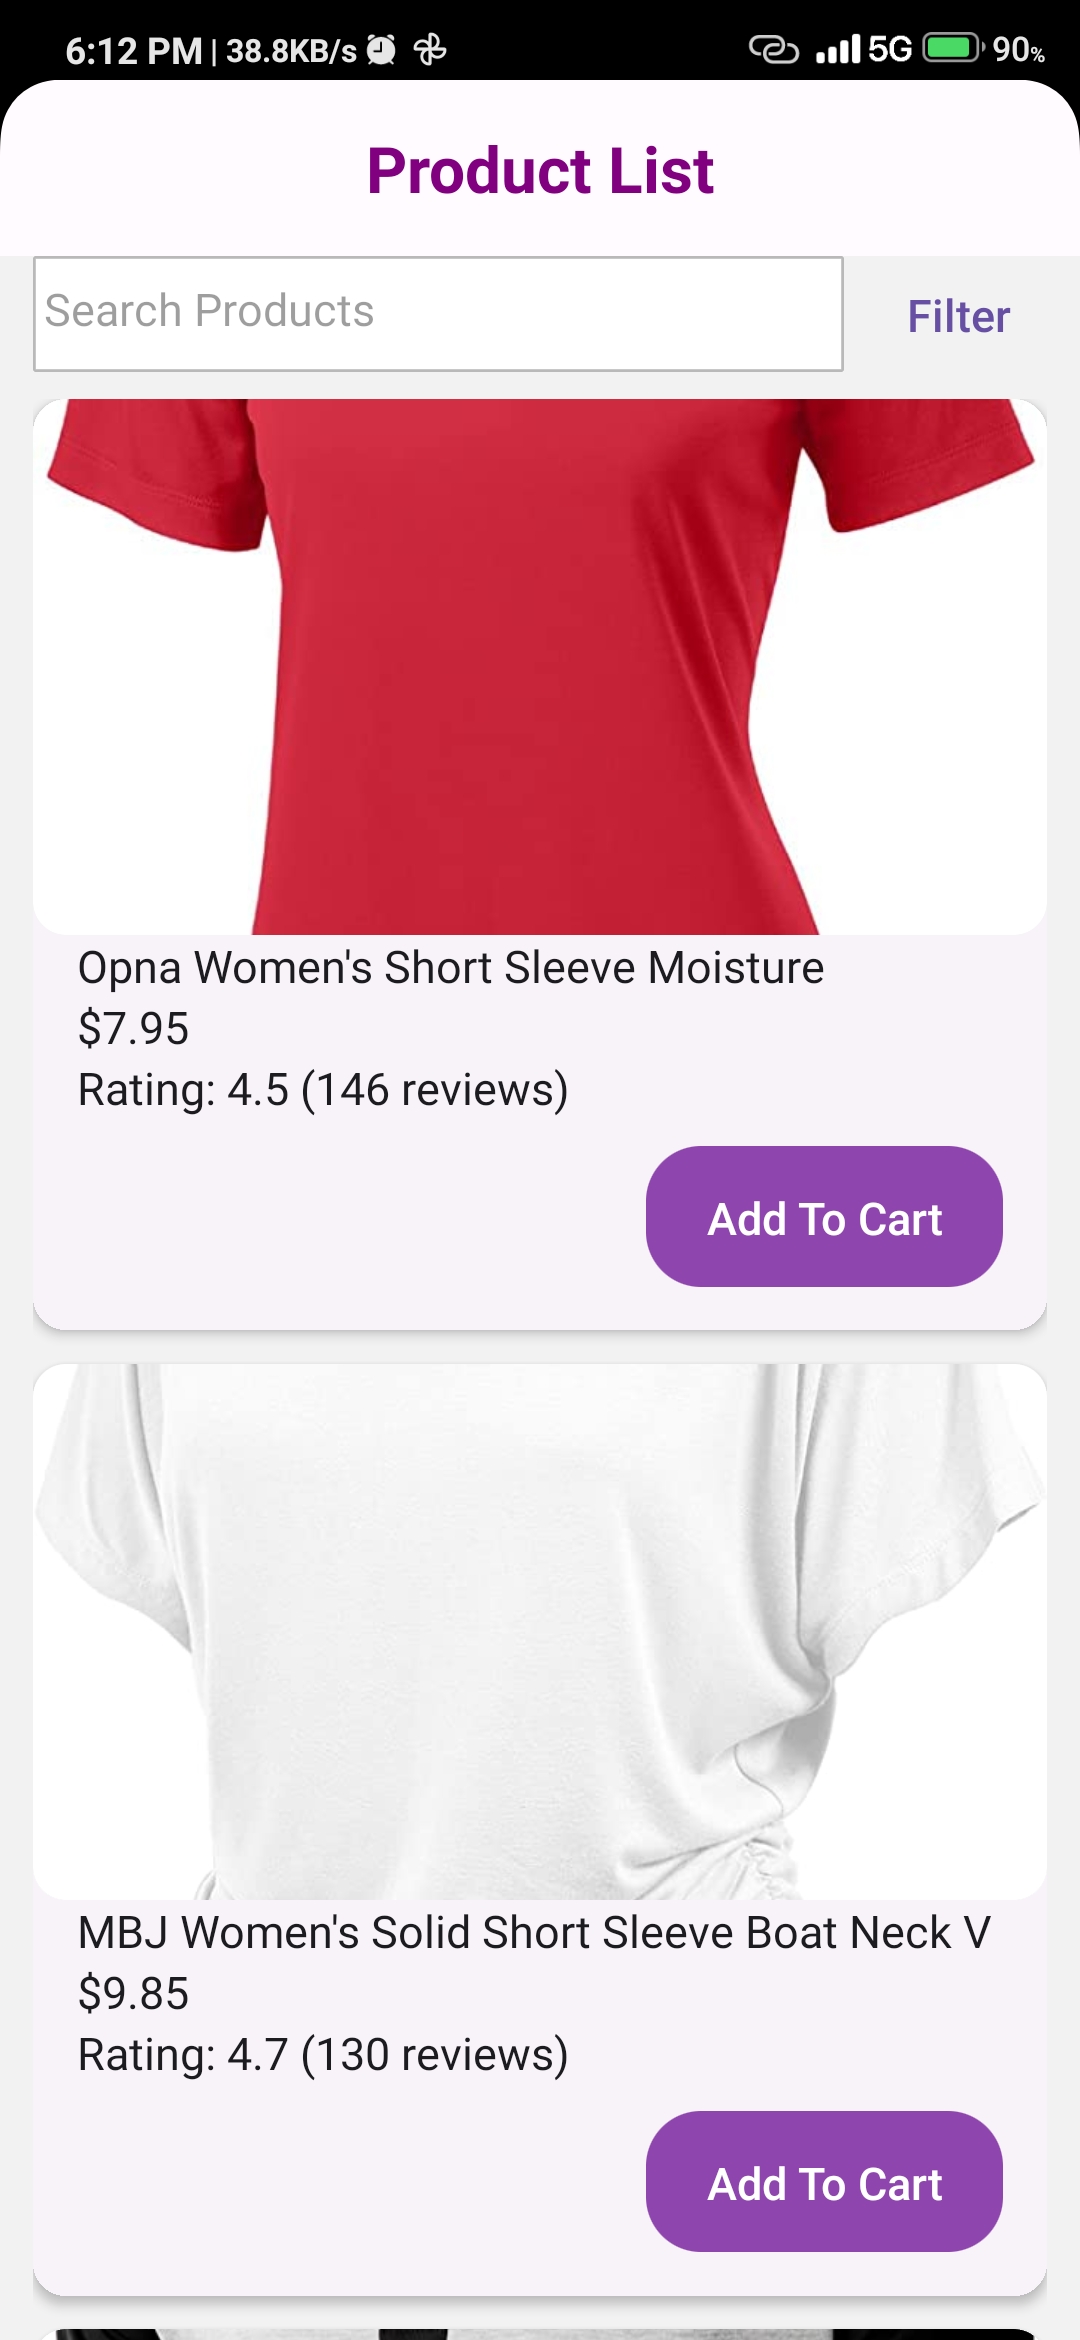 6:12 PM | 38.8KB/s 5G 90%
Product List
Search Products
Filter
Opna Women's Short Sleeve Moisture
$7.95
Rating: 4.5 (146 reviews)
Add To Cart
MBJ Women's Solid Short Sleeve Boat Neck V
$9.85
Rating: 4.7 (130 reviews)
Add To Cart